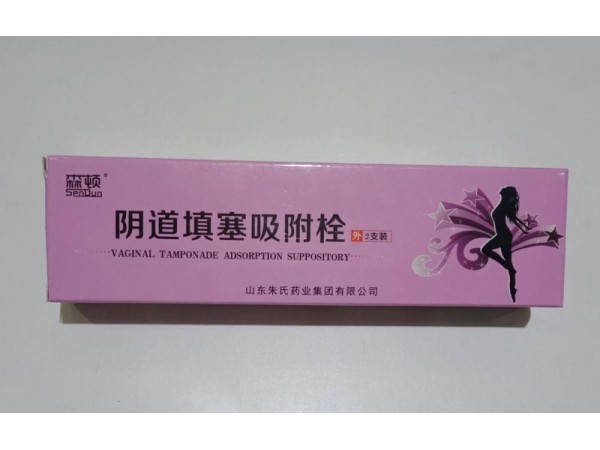 森顿®
SenDun
阴道填塞吸附栓 外 2支装
VAGINAL TAMPONADE ADSORPTION SUPPOSITORY
山东朱氏药业集团有限公司